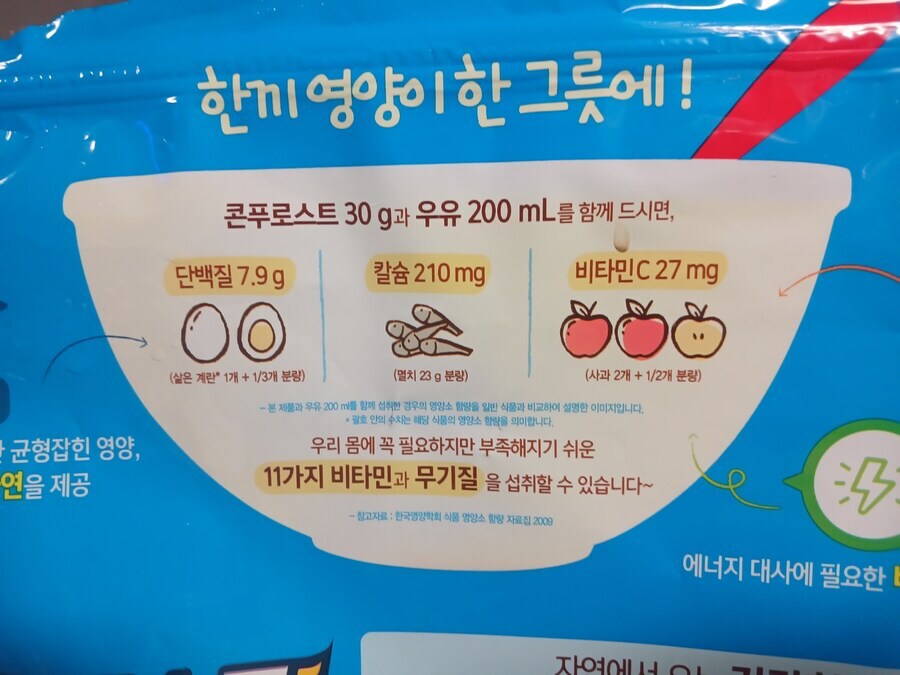 한끼 영양이 한 그릇에!
콘푸로스트 30 g과 우유 200 mL를 함께 드시면,
단백질 7.9 g
칼슘 210 mg
비타민C 27 mg
(삶은 계란* 1개 + 1/3개 분량)
(멸치 23 g 분량)
(사과 2개 + 1/2개 분량)
- 본 제품과 우유 200 ml를 함께 섭취한 경우의 영양소 함량을 일반 식품과 비교하여 설명한 이미지입니다.
* 괄호 안의 수치는 해당 식품의 영양소 함량을 의미합니다.
우리 몸에 꼭 필요하지만 부족해지기 쉬운
11가지 비타민과 무기질을 섭취할 수 있습니다~
- 참고자료 : 한국영양학회 식품 영양소 함량 자료집 2009
균형잡힌 영양,
연을 제공
에너지 대사에 필요한
자연에서 온